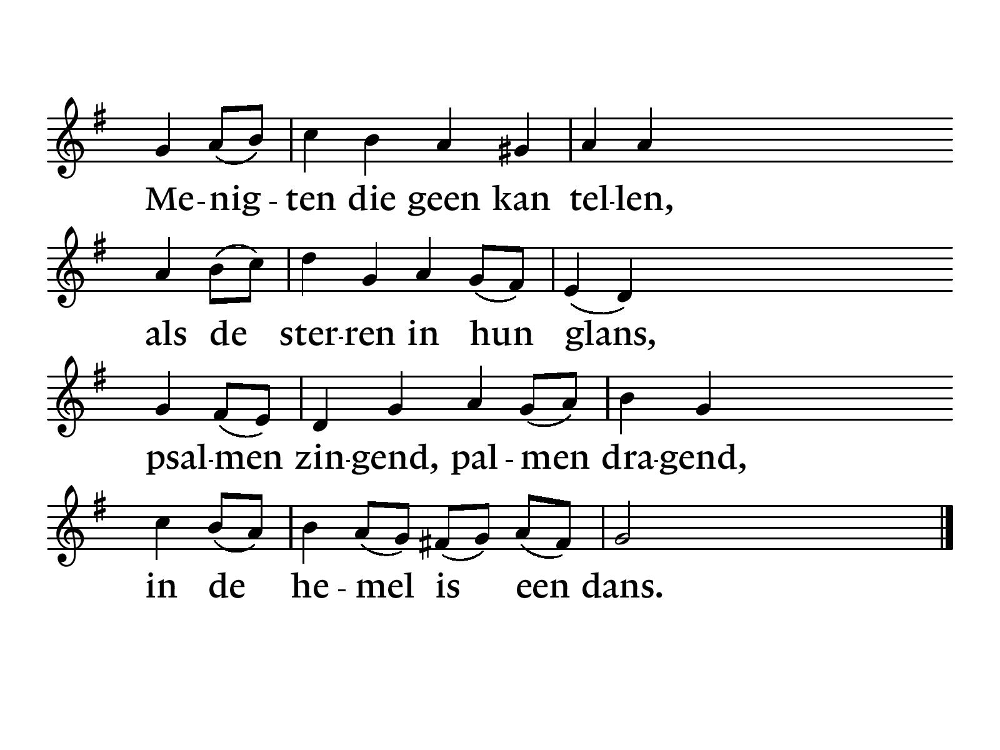 Me-nig-ten die geen kan tel-len,
als de ster-ren in hun glans,
psal-men zin-gend, pal-men dra-gend,
in de he-mel is een dans.